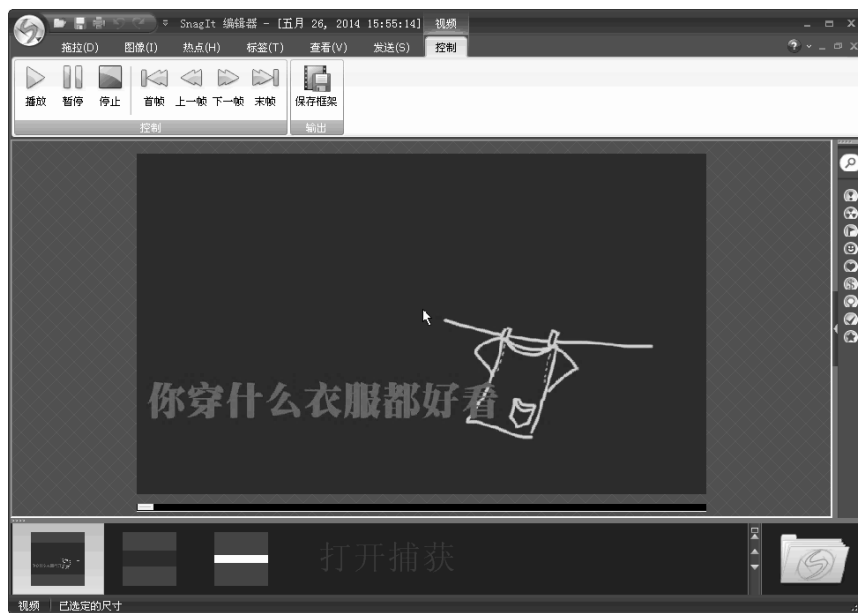 SnagIt 编辑器 - [五月 26, 2014 15:55:14] 视频
拖拉(D) 图像(I) 热点(H) 标签(T) 查看(V) 发送(S) 控制
播放 暂停 停止 首帧 上一帧 下一帧 末帧 保存框架
控制 输出
你穿什么衣服都好看
打开捕获
视频 已选定的尺寸